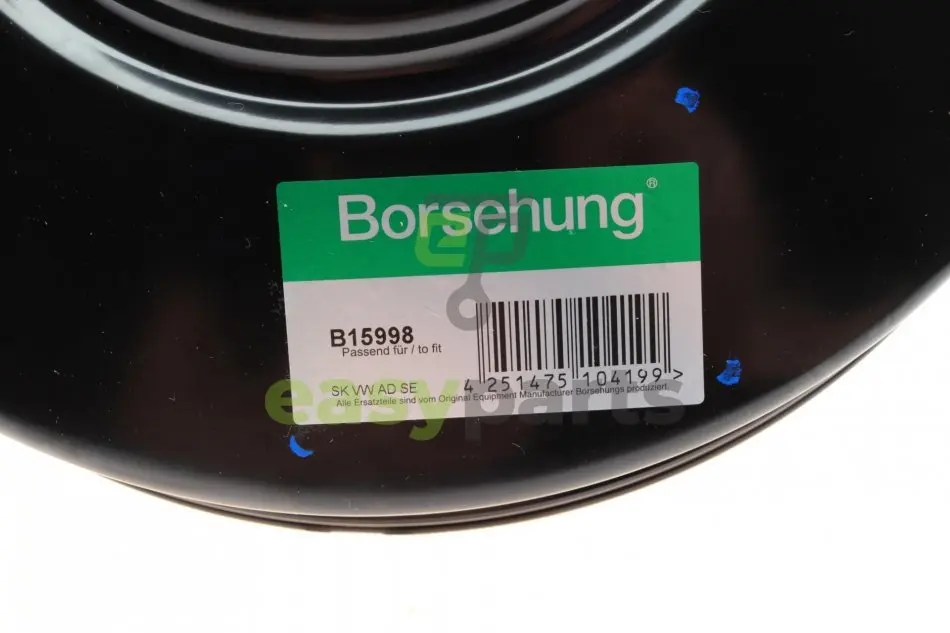 Borsehung®
B15998
Passend für / to fit
4 251475 104199 >
SK VW AD SE
Alle Ersatzteile sind vom Original Equipment Manufacturer Borsehungs produziert.
easyparts